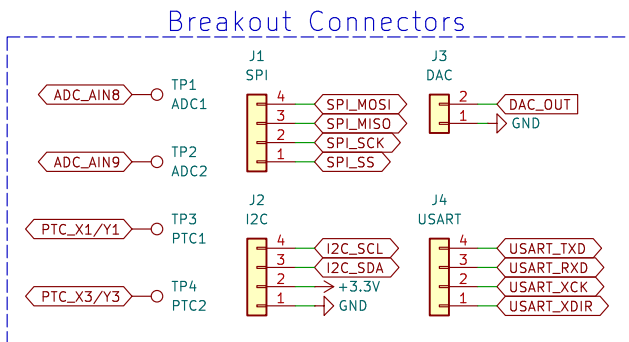 Breakout Connectors
ADC_AIN8
TP1
ADC1
ADC_AIN9
TP2
ADC2
PTC_X1/Y1
TP3
PTC1
PTC_X3/Y3
TP4
PTC2
J1
SPI
4 SPI_MOSI
3 SPI_MISO
2 SPI_SCK
1 SPI_SS
J2
I2C
4 I2C_SCL
3 I2C_SDA
2 +3.3V
1 GND
J3
DAC
2 DAC_OUT
1 GND
J4
USART
4 USART_TXD
3 USART_RXD
2 USART_XCK
1 USART_XDIR